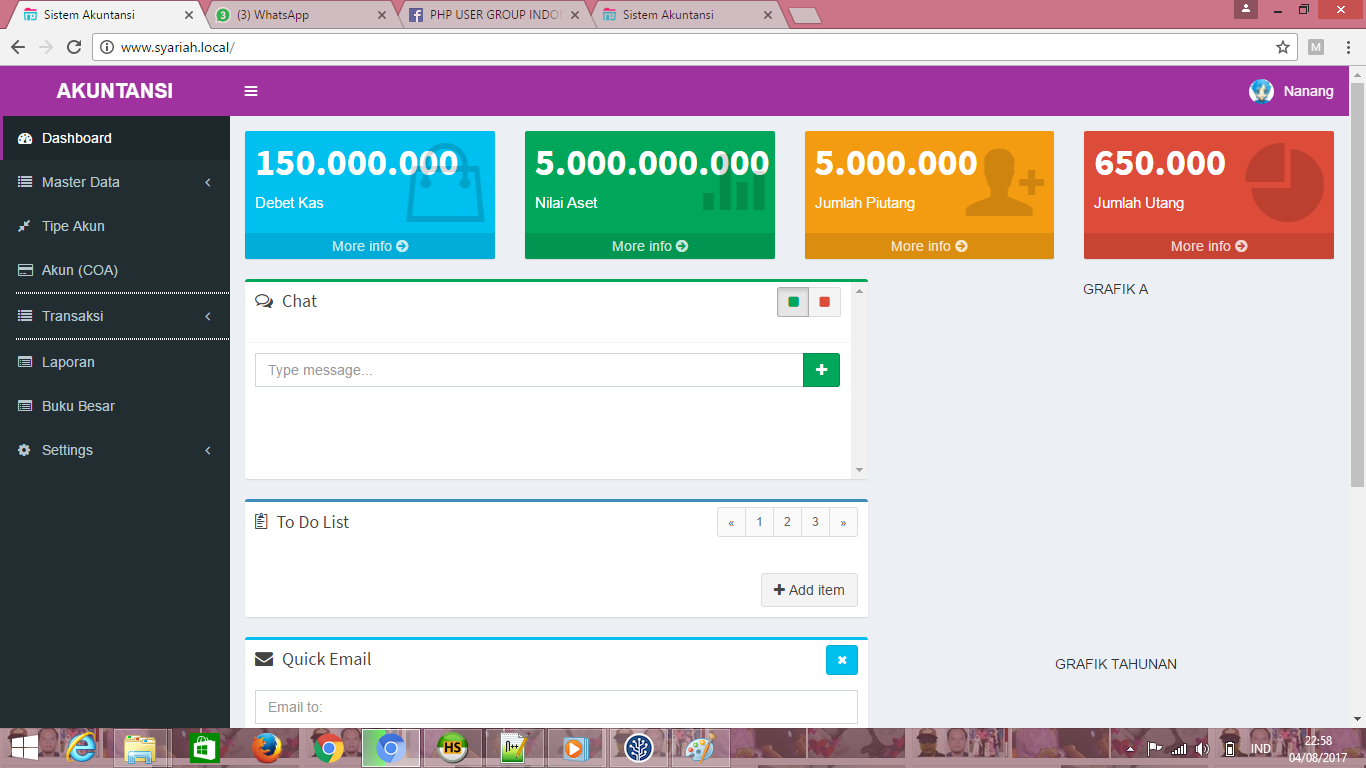 Sistem Akuntansi
(3) WhatsApp
PHP USER GROUP INDO
Sistem Akuntansi
www.syariah.local/
M
AKUNTANSI
Nanang
Dashboard
Master Data
Tipe Akun
Akun (COA)
Transaksi
Laporan
Buku Besar
Settings
150.000.000
Debet Kas
More info
5.000.000.000
Nilai Aset
More info
5.000.000
Jumlah Piutang
More info
650.000
Jumlah Utang
More info
Chat
Type message...
GRAFIK A
To Do List
« 1 2 3 »
Add item
Quick Email
Email to:
GRAFIK TAHUNAN
HS
n++
IND
22:58
04/08/2017